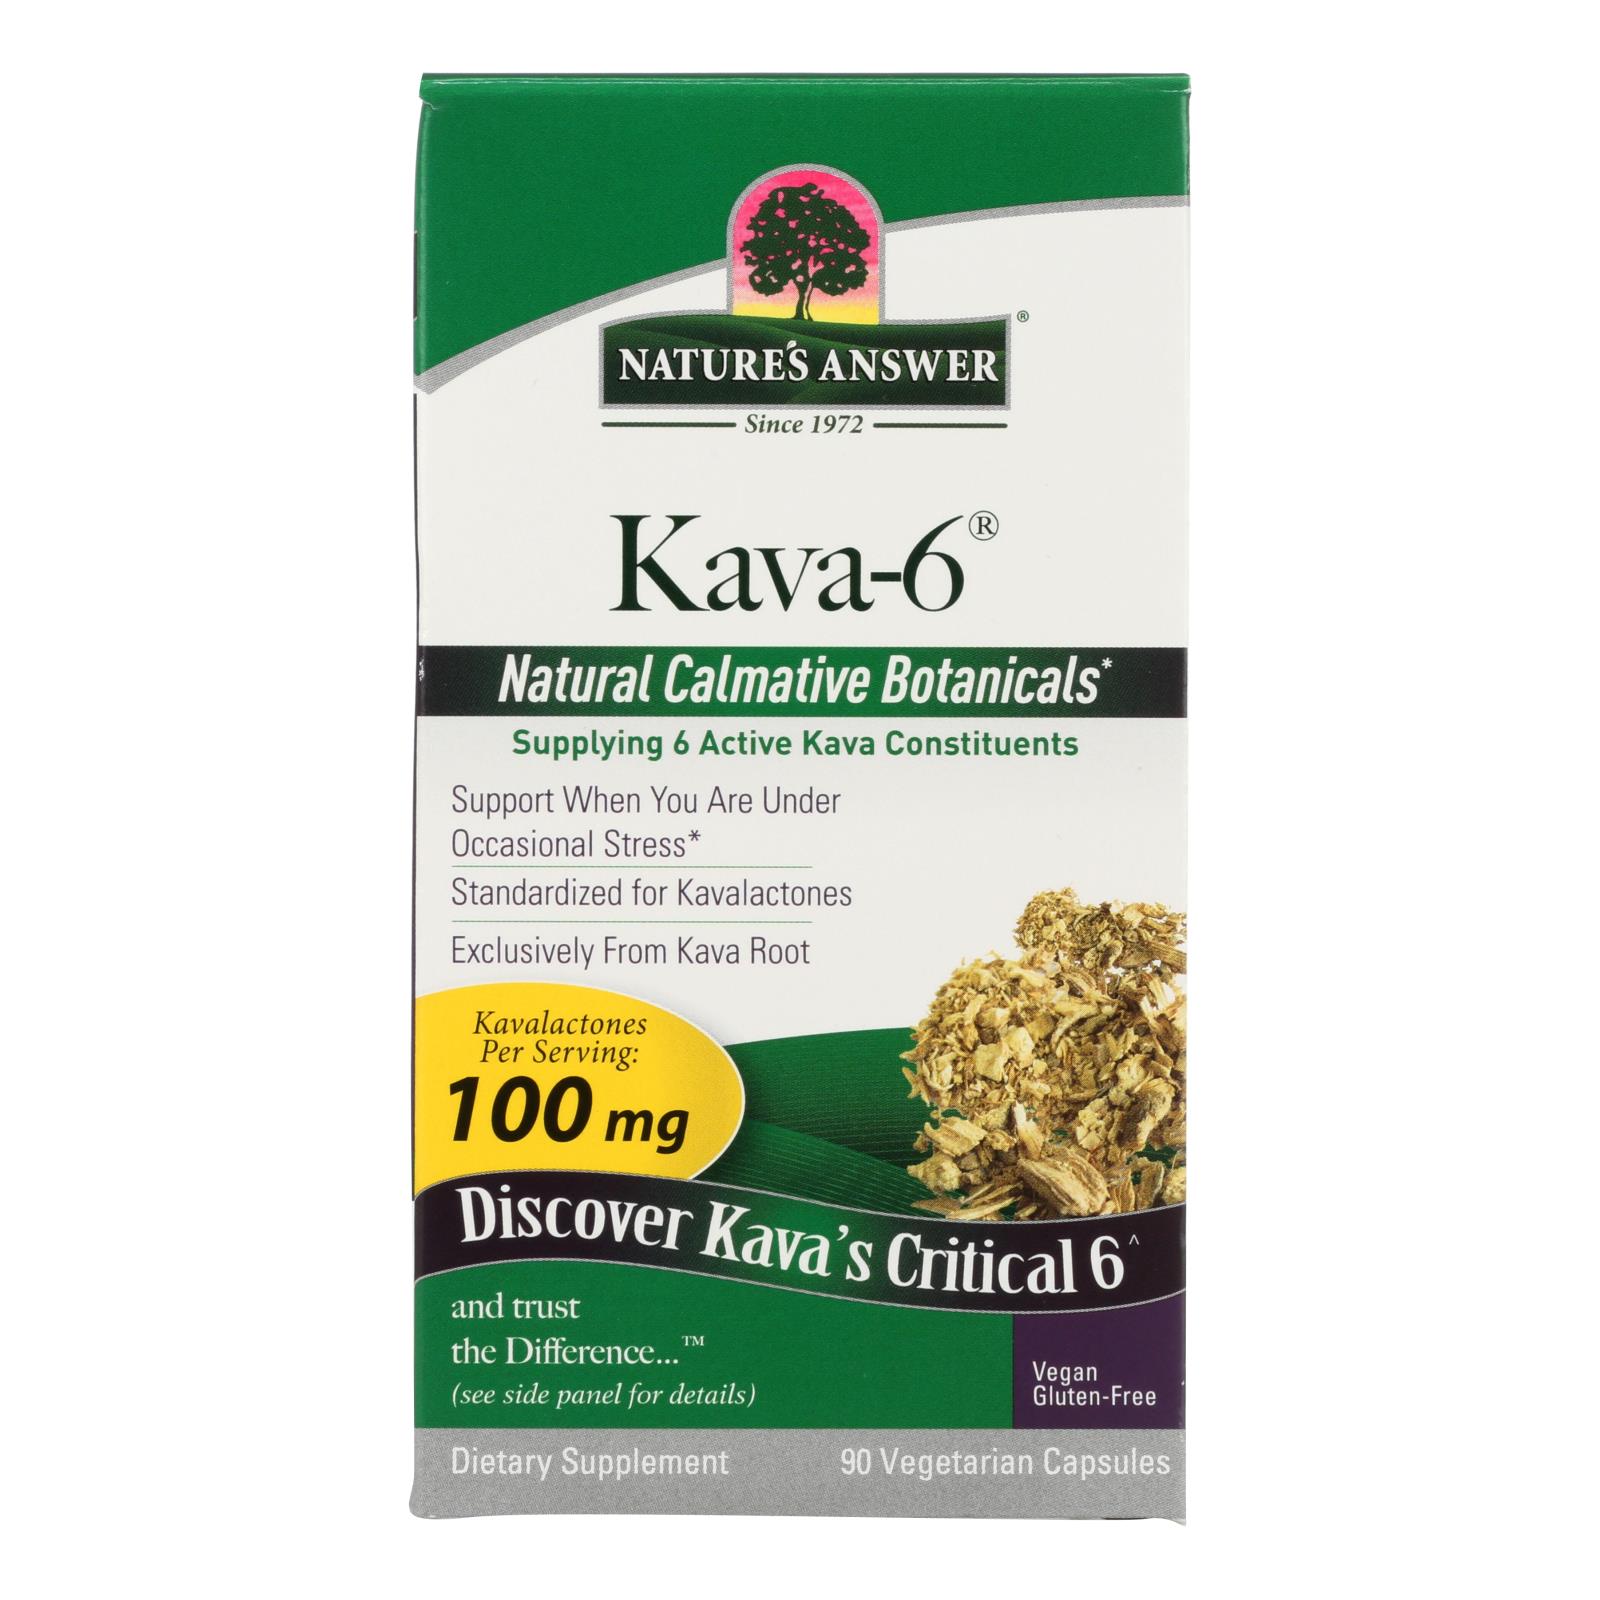 NATURE'S ANSWER
®
Since 1972
Kava-6®
Natural Calmative Botanicals*
Supplying 6 Active Kava Constituents
Support When You Are Under
Occasional Stress*
Standardized for Kavalactones
Exclusively From Kava Root
Kavalactones
Per Serving:
100 mg
Discover Kava's Critical 6^
and trust
the Difference...™
(see side panel for details)
Vegan
Gluten-Free
Dietary Supplement
90 Vegetarian Capsules